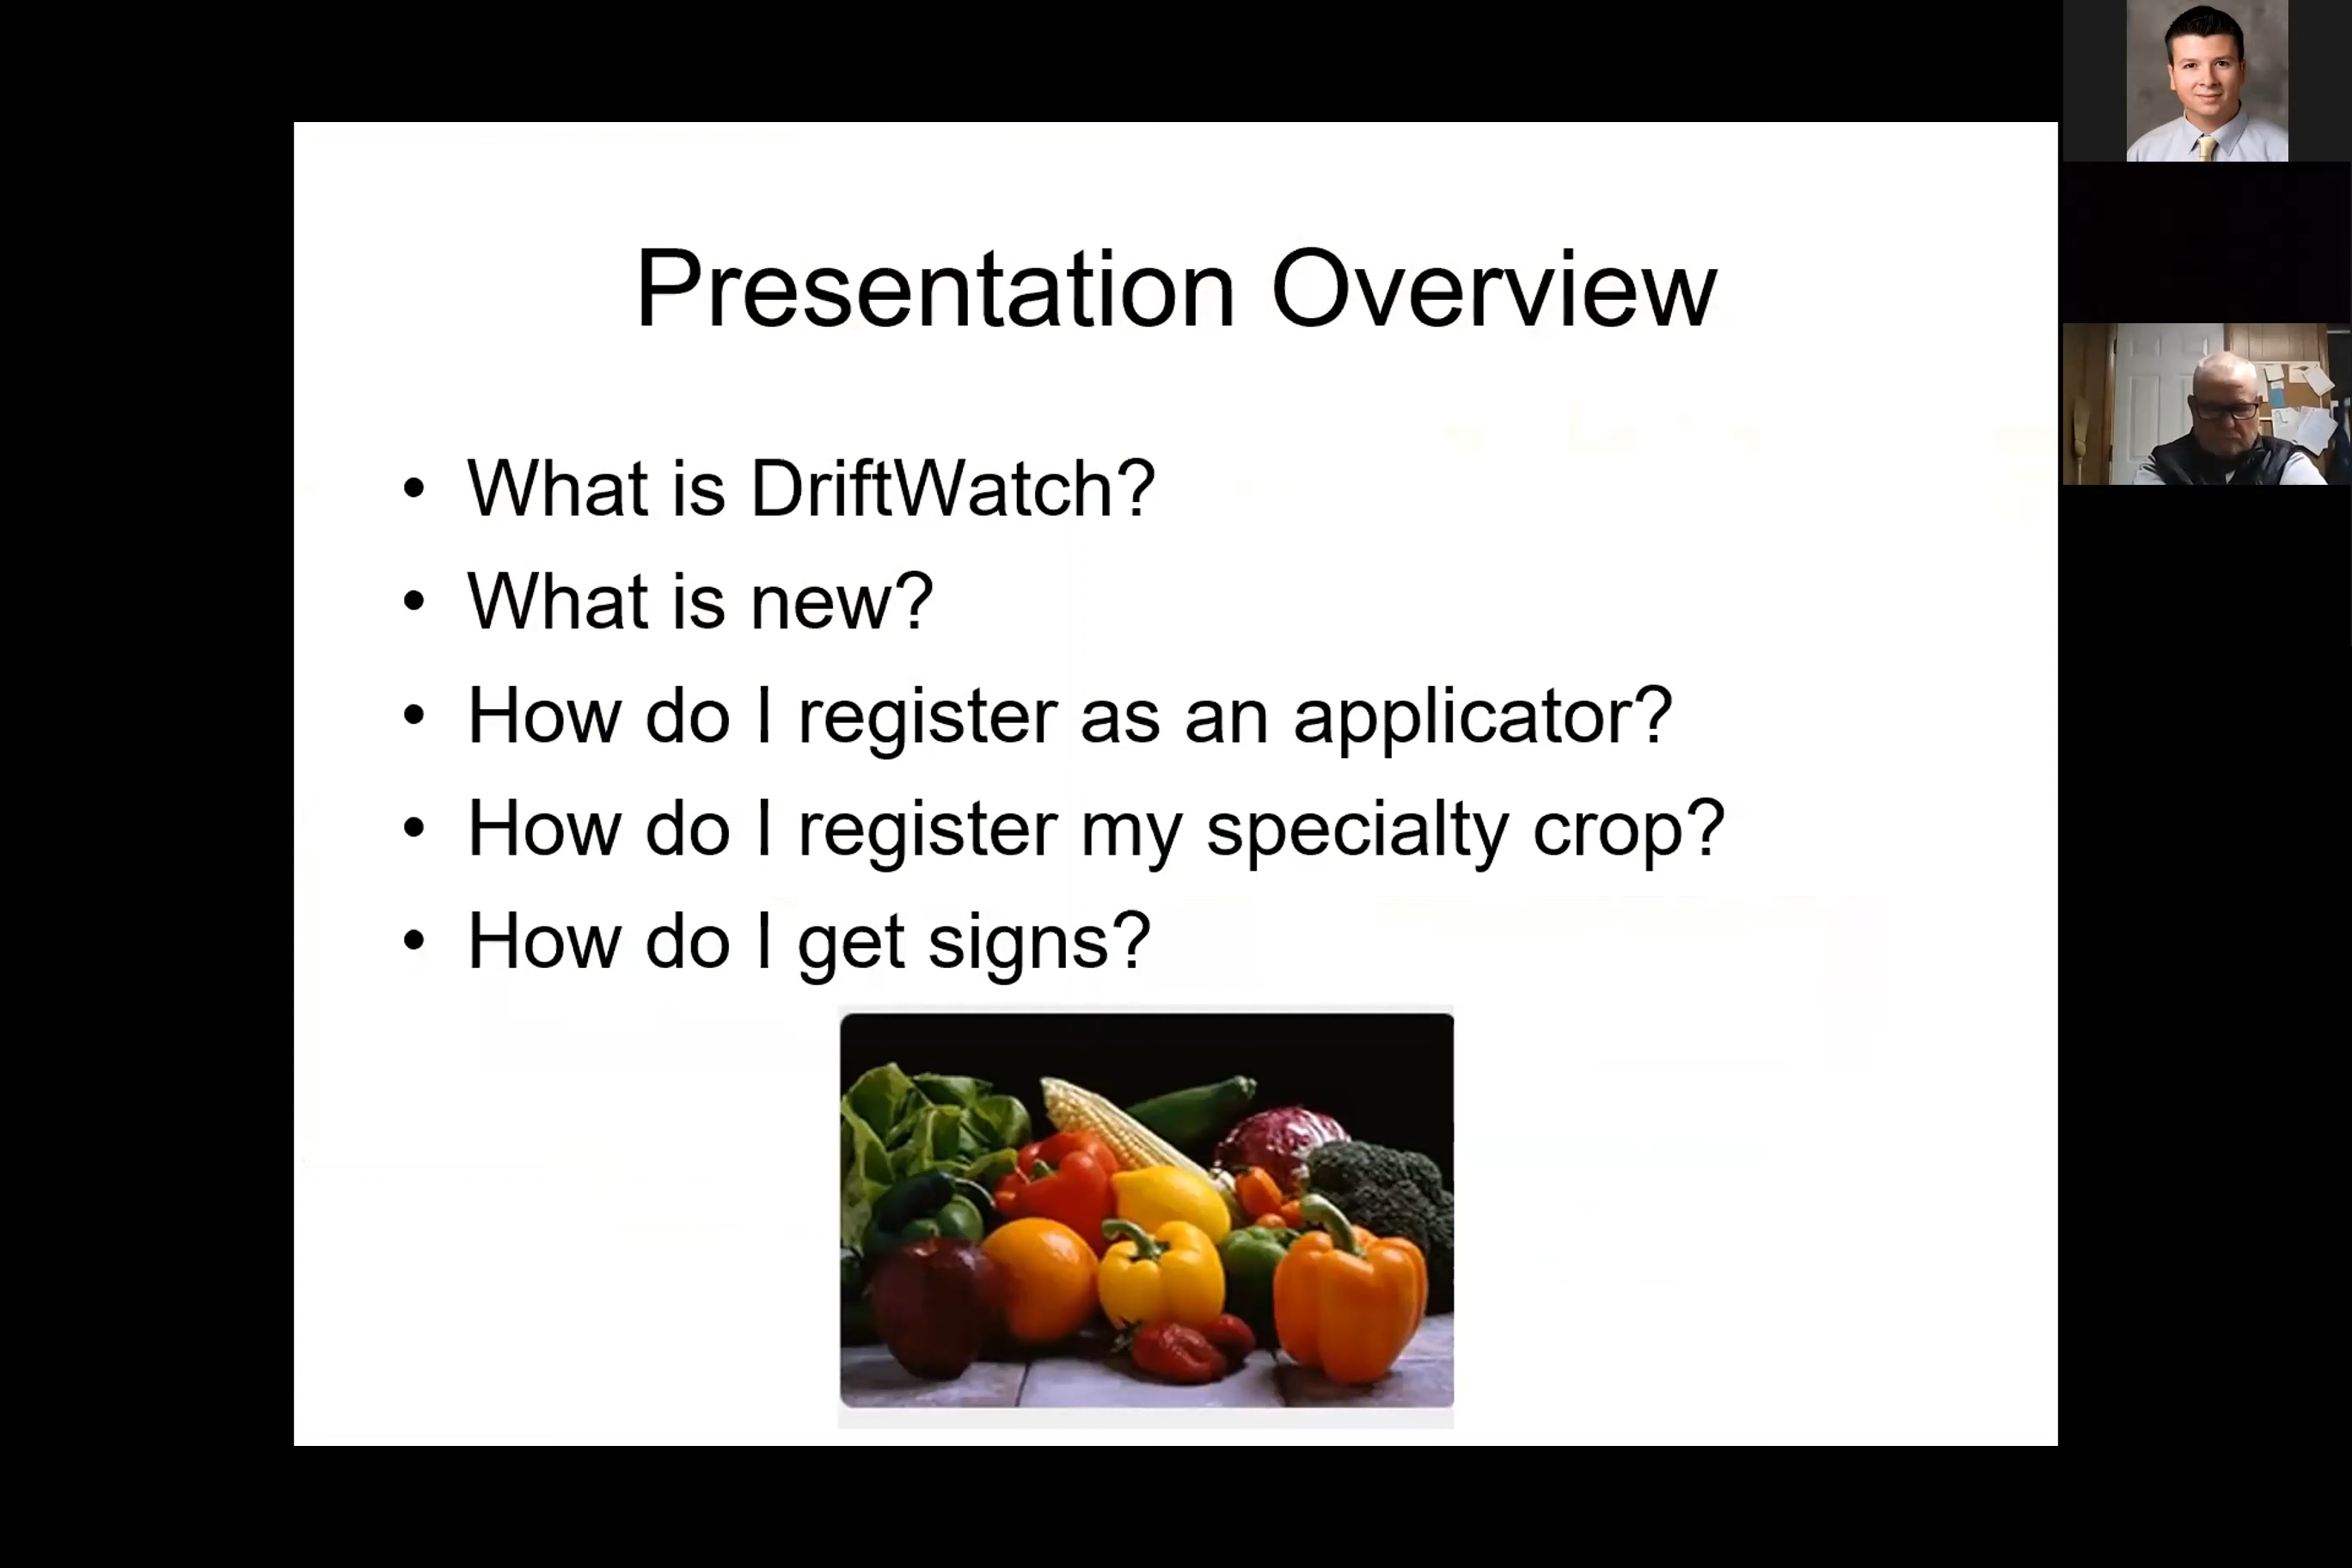 Presentation Overview
• What is DriftWatch?
• What is new?
• How do I register as an applicator?
• How do I register my specialty crop?
• How do I get signs?